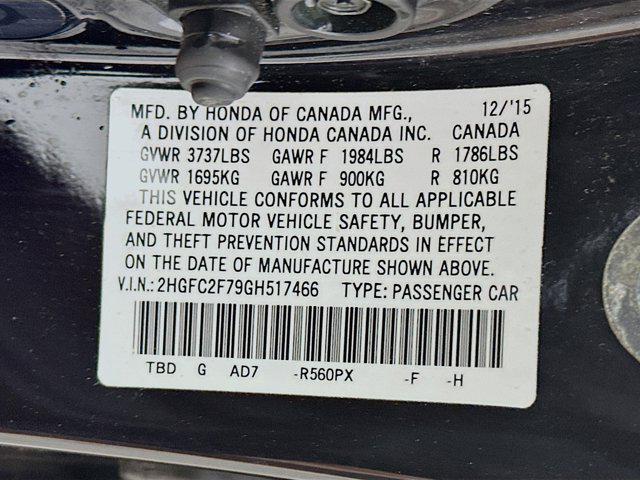 MFD. BY HONDA OF CANADA MFG., 12/'15
A DIVISION OF HONDA CANADA INC. CANADA
GVWR 3737LBS GAWR F 1984LBS R 1786LBS
GVWR 1695KG GAWR F 900KG R 810KG
THIS VEHICLE CONFORMS TO ALL APPLICABLE
FEDERAL MOTOR VEHICLE SAFETY, BUMPER,
AND THEFT PREVENTION STANDARDS IN EFFECT
ON THE DATE OF MANUFACTURE SHOWN ABOVE.
V.I.N.: 2HGFC2F79GH517466 TYPE: PASSENGER CAR
TBD G AD7 -R560PX -F -H